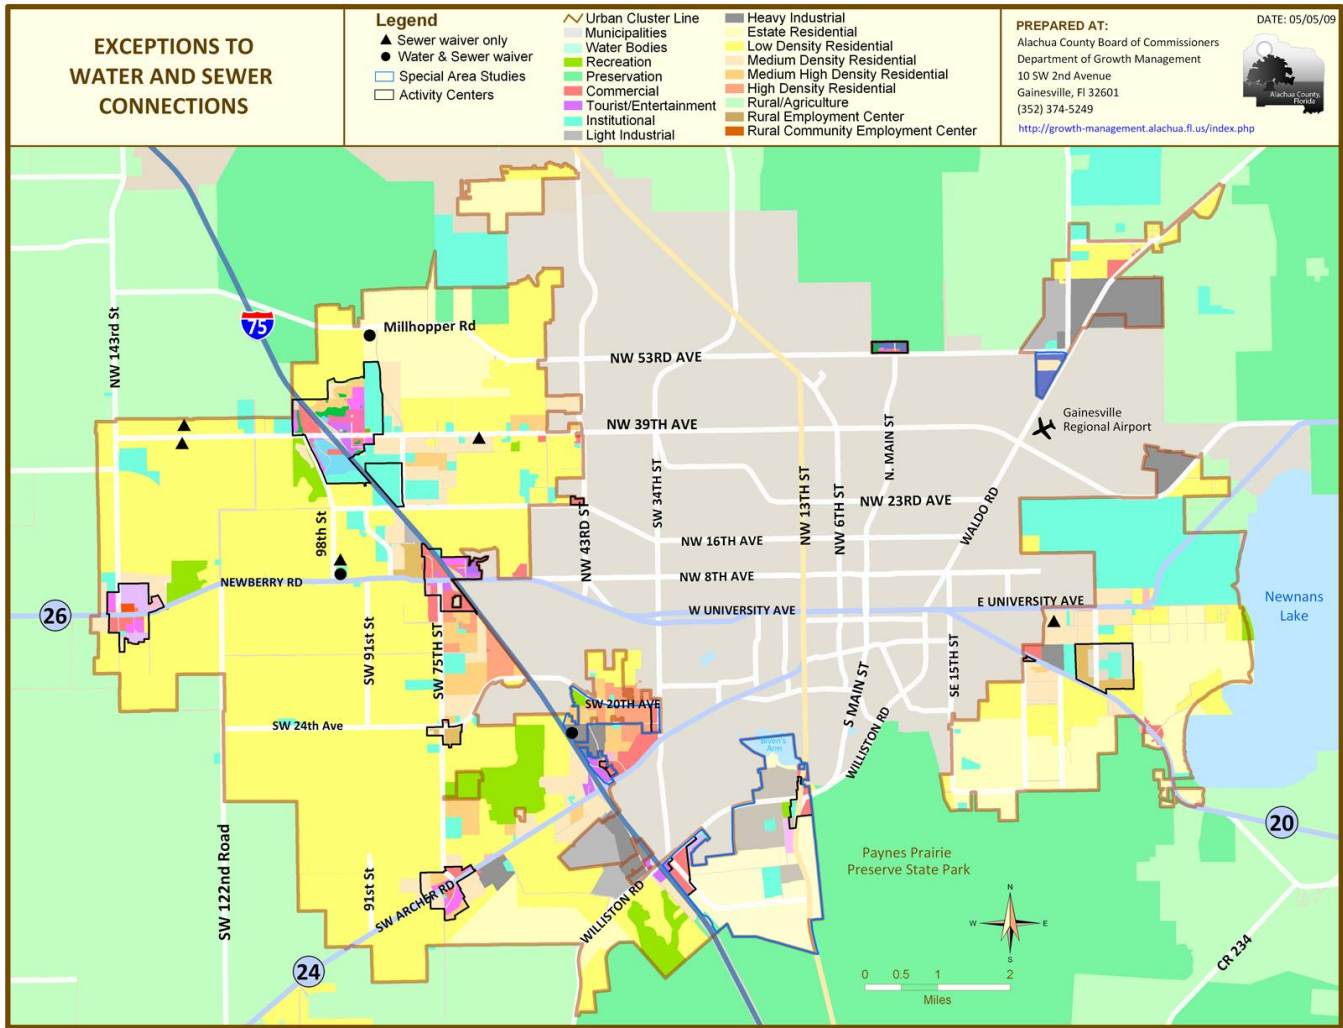 EXCEPTIONS TO
WATER AND SEWER
CONNECTIONS
Legend
Sewer waiver only
Water & Sewer waiver
Special Area Studies
Activity Centers
Urban Cluster Line
Municipalities
Water Bodies
Recreation
Preservation
Commercial
Tourist/Entertainment
Institutional
Light Industrial
Heavy Industrial
Estate Residential
Low Density Residential
Medium Density Residential
Medium High Density Residential
High Density Residential
Rural/Agriculture
Rural Employment Center
Rural Community Employment Center
DATE: 05/05/09
PREPARED AT:
Alachua County Board of Commissioners
Department of Growth Management
10 SW 2nd Avenue
Gainesville, Fl 32601
(352) 374-5249
http://growth-management.alachua.fl.us/index.php
Alachua County,
Florida
75
Millhopper Rd
NW 143rd St
NW 53RD AVE
NW 39TH AVE
Gainesville
Regional Airport
N. MAIN ST
SW 34TH ST
NW 13TH ST
NW 6TH ST
NW 23RD AVE
WALDO RD
98th St
NW 43RD ST
NW 16TH AVE
NW 8TH AVE
NEWBERRY RD
26
W UNIVERSITY AVE
E UNIVERSITY AVE
Newnans
Lake
SW 91st ST
SW 75TH ST
SE 15TH ST
S MAIN ST
SW 20TH AVE
SW 24th Ave
WILLISTON RD
Biven's
Arm
20
SW 122nd Road
91st St
SW ARCHER RD
WILLISTON RD
Paynes Prairie
Preserve State Park
24
N
W
E
S
CR 234
0 0.5 1 2
Miles